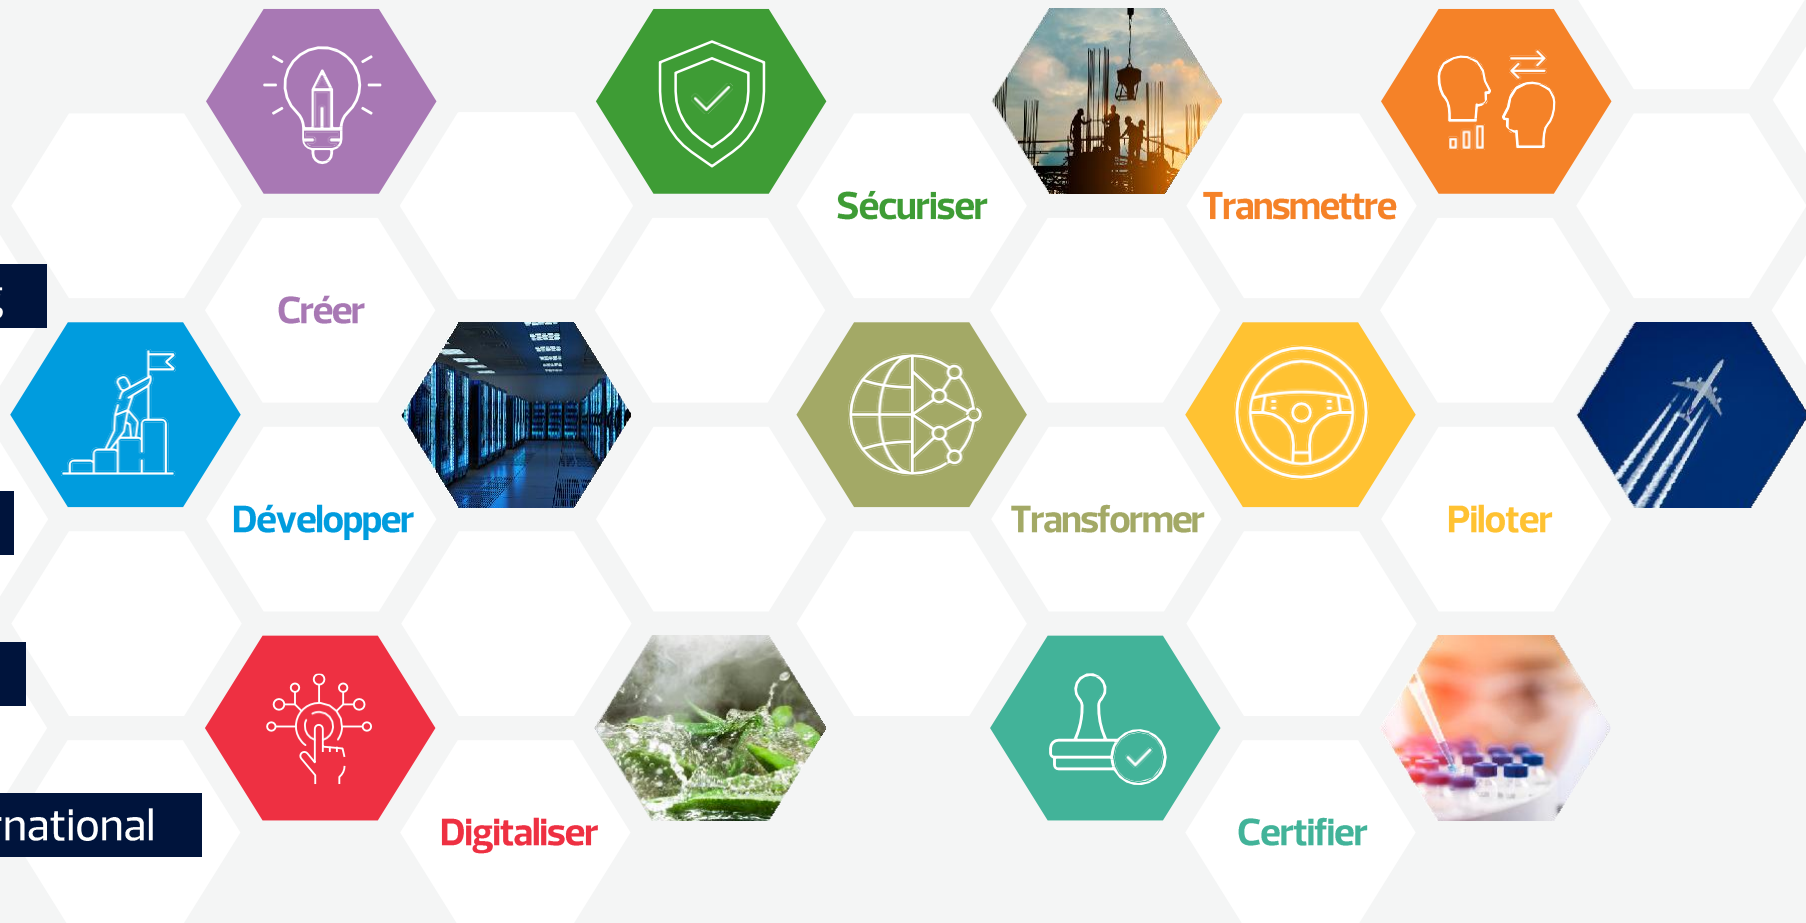 Sécuriser
Transmettre
Créer
Développer
Transformer
Piloter
rnational
Digitaliser
Certifier